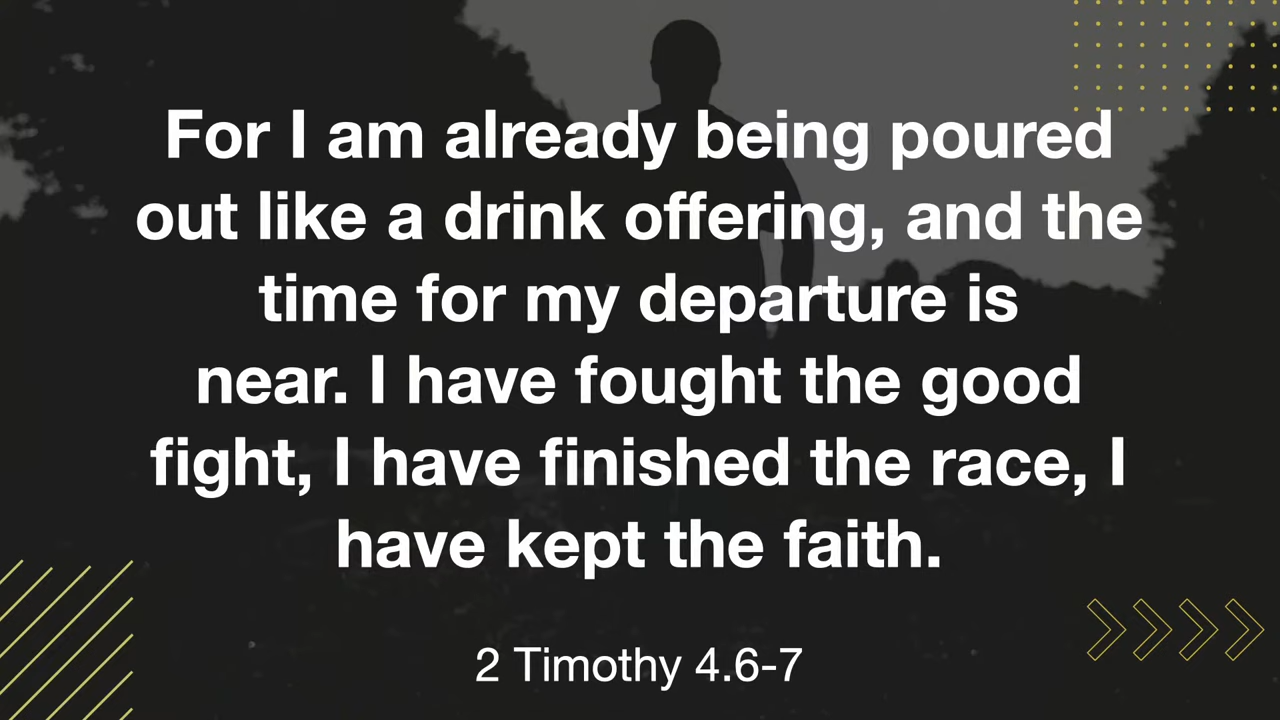 For I am already being poured
out like a drink offering, and the
time for my departure is
near. I have fought the good
fight, I have finished the race, I
have kept the faith.
2 Timothy 4.6-7